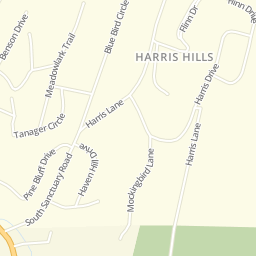 Benson Drive
Meadowlark Trail
Blue Bird Circle
Flinn Dr
Flinn
HARRIS HILLS
Harris Drive
Harris Lane
Tanager Circle
Harris Lane
Pine Bluff Drive
Haven Hill
Drive
Mockingbird Lane
South Sanctuary Road